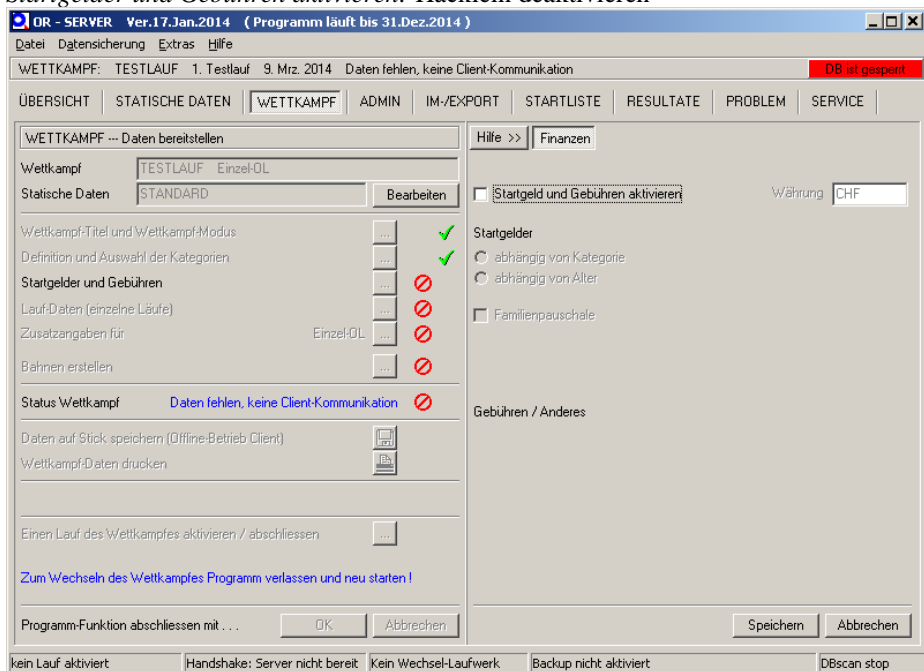 Startgelder und Gebühren aktivieren: Häcklein deaktivieren
OR - SERVER Ver.17.Jan.2014 ( Programm läuft bis 31.Dez.2014 )
Datei Datensicherung Extras Hilfe
WETTKAMPF: TESTLAUF 1. Testlauf 9. Mrz. 2014 Daten fehlen, keine Client-Kommunikation DB ist gesperrt
ÜBERSICHT STATISCHE DATEN WETTKAMPF ADMIN IM-/EXPORT STARTLISTE RESULTATE PROBLEM SERVICE
WETTKAMPF --- Daten bereitstellen
Wettkampf TESTLAUF Einzel-OL
Statische Daten STANDARD Bearbeiten
Wettkampf-Titel und Wettkampf-Modus ...
Definition und Auswahl der Kategorien ...
Startgelder und Gebühren ...
Lauf-Daten (einzelne Läufe) ...
Zusatzangaben für Einzel-OL ...
Bahnen erstellen ...
Status Wettkampf Daten fehlen, keine Client-Kommunikation
Daten auf Stick speichern (Offline-Betrieb Client)
Wettkampf-Daten drucken
Einen Lauf des Wettkampfes aktivieren / abschliessen ...
Zum Wechseln des Wettkampfes Programm verlassen und neu starten !
Programm-Funktion abschliessen mit . . . OK Abbrechen
Hilfe >> Finanzen
Startgeld und Gebühren aktivieren Währung CHF
Startgelder
abhängig von Kategorie
abhängig von Alter
Familienpauschale
Gebühren / Anderes
Speichern Abbrechen
kein Lauf aktiviert Handshake: Server nicht bereit Kein Wechsel-Laufwerk Backup nicht aktiviert DBscan stop